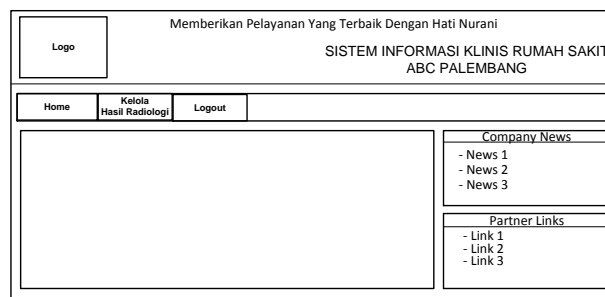 Memberikan Pelayanan Yang Terbaik Dengan Hati Nurani
Logo
SISTEM INFORMASI KLINIS RUMAH SAKIT
ABC PALEMBANG
Home
Kelola
Hasil Radiologi
Logout
Company News
- News 1
- News 2
- News 3
Partner Links
- Link 1
- Link 2
- Link 3